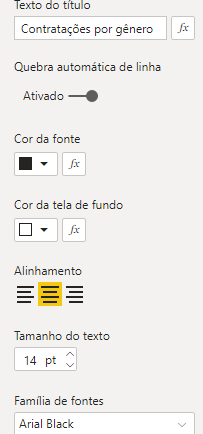 Texto do título
Contratações por gênero
fx
Quebra automática de linha
Ativado
Cor da fonte
fx
Cor da tela de fundo
fx
Alinhamento
Tamanho do texto
14 pt
Família de fontes
Arial Black